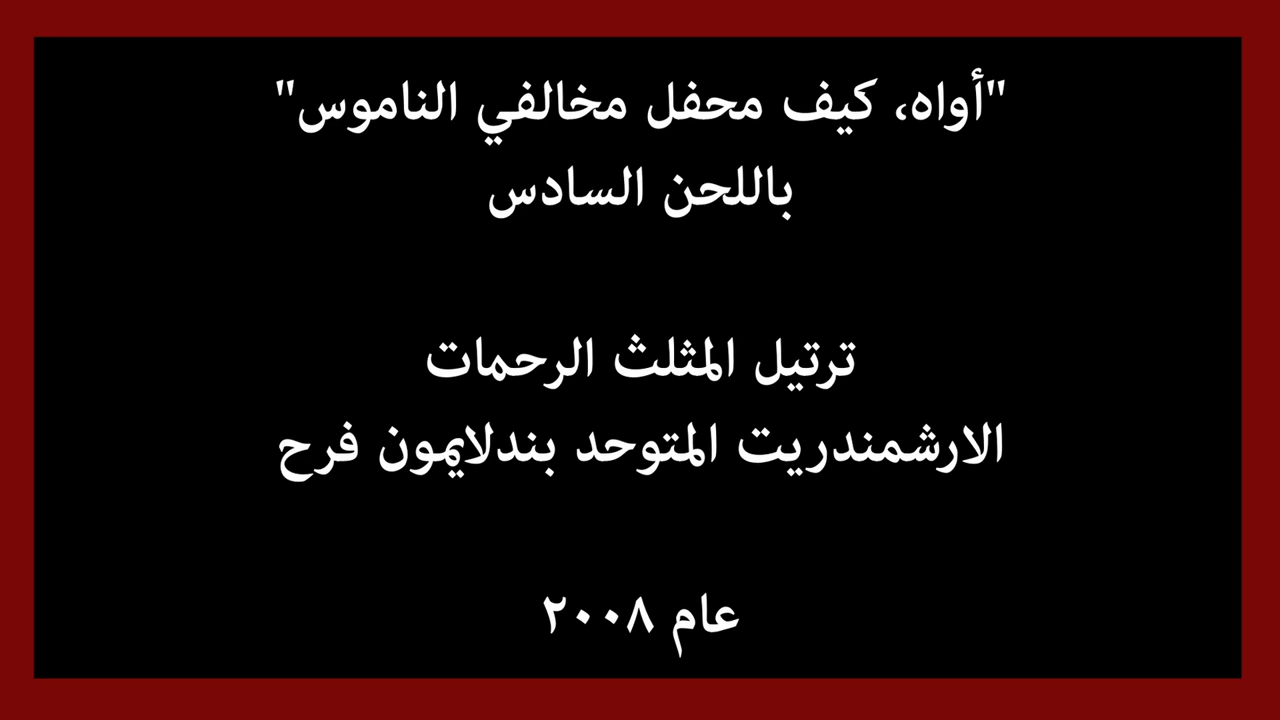 "أواه، كيف محفل مخالفي الناموس"
باللحن السادس
ترتيل المثلث الرحمات
الارشمندريت المتوحد بندلايمون فرح
عام ٢٠٠٨